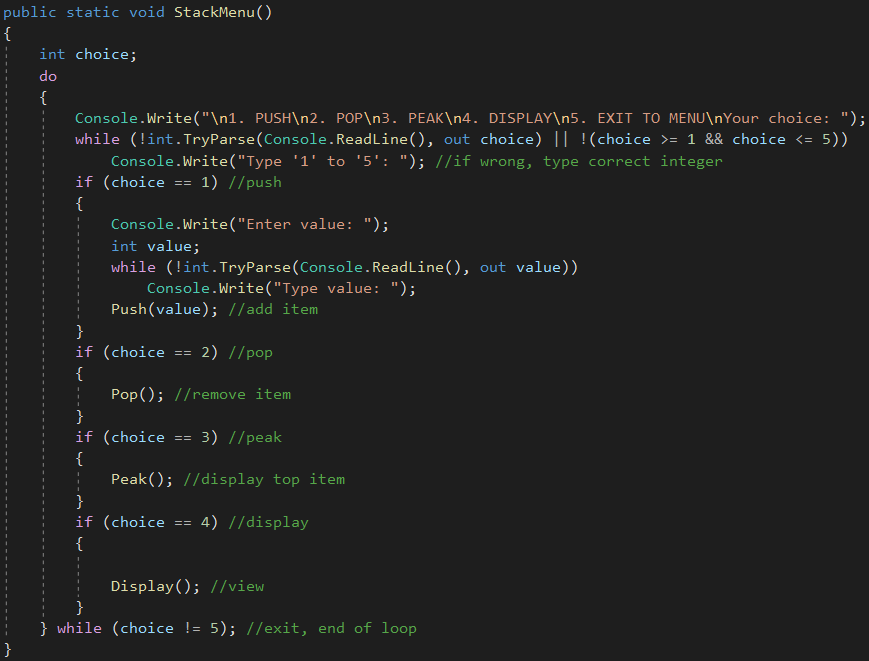 public static void StackMenu()
{
int choice;
do
{
Console.Write("\n1. PUSH\n2. POP\n3. PEAK\n4. DISPLAY\n5. EXIT TO MENU\nYour choice: ");
while (!int.TryParse(Console.ReadLine(), out choice) || !(choice >= 1 && choice <= 5))
Console.Write("Type '1' to '5': "); //if wrong, type correct integer
if (choice == 1) //push
{
Console.Write("Enter value: ");
int value;
while (!int.TryParse(Console.ReadLine(), out value))
Console.Write("Type value: ");
Push(value); //add item
}
if (choice == 2) //pop
{
Pop(); //remove item
}
if (choice == 3) //peak
{
Peak(); //display top item
}
if (choice == 4) //display
{
Display(); //view
}
} while (choice != 5); //exit, end of loop
}